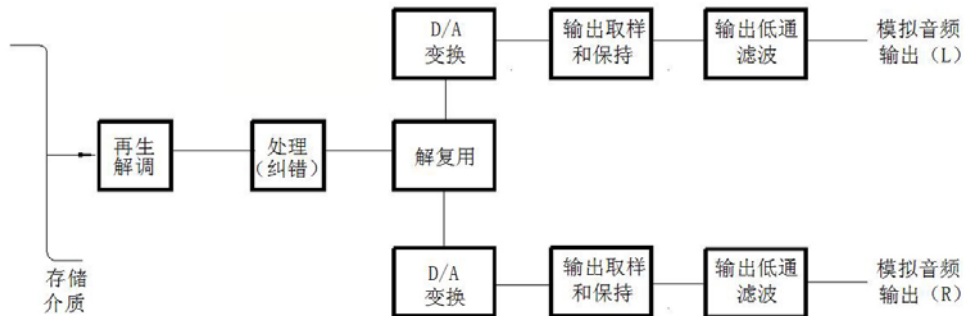 D/A
变换
输出取样
和保持
输出低通
滤波
模拟音频
输出（L）
再生
解调
处理
（纠错）
解复用
存储
介质
D/A
变换
输出取样
和保持
输出低通
滤波
模拟音频
输出（R）